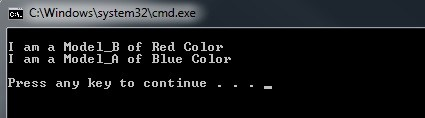 C:\Windows\system32\cmd.exe
I am a Model_B of Red Color
I am a Model_A of Blue Color
Press any key to continue . . . _